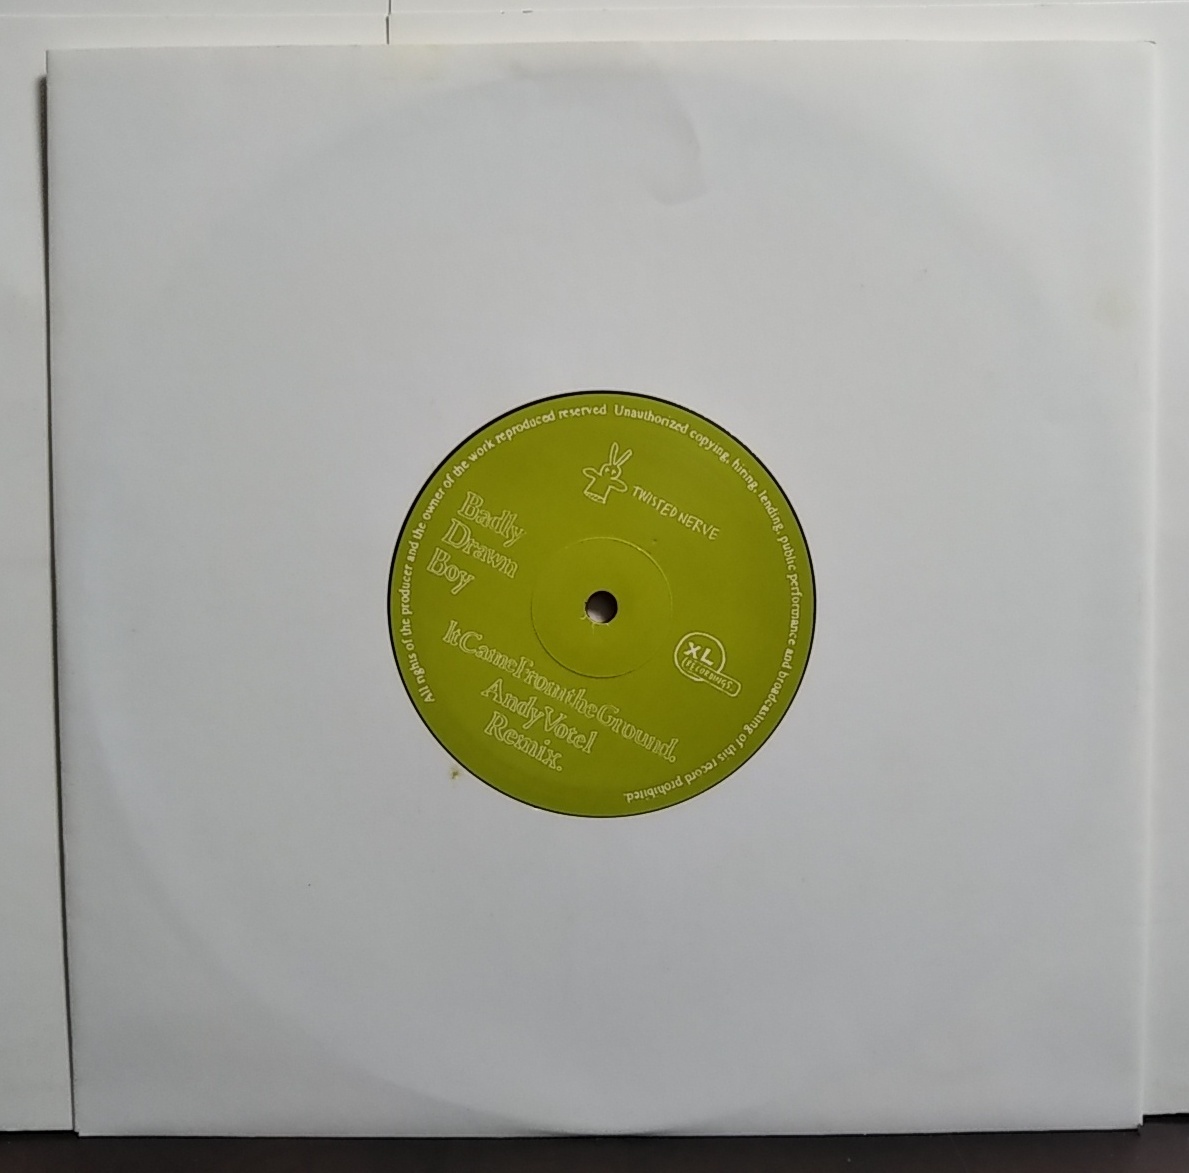 All rights of the producer and the owner of the work reproduced reserved Unauthorized copying, hiring, lending, public performance and broadcasting of this record prohibited.
TWISTED NERVE
Badly
Drawn
Boy
XL
RECORDINGS.
It Came From the Ground.
Andy Votel
Remix.